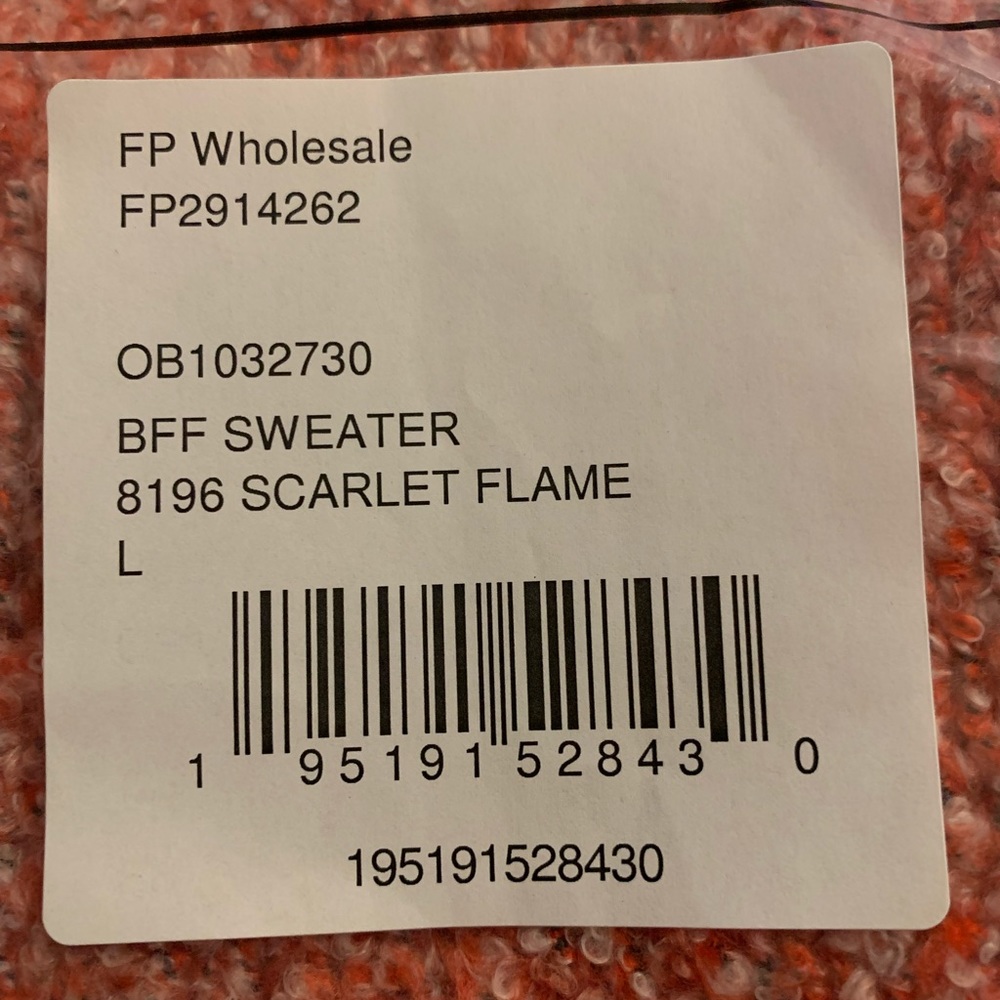 FP Wholesale
FP2914262
OB1032730
BFF SWEATER
8196 SCARLET FLAME
L
1 95191 52843 0
195191528430